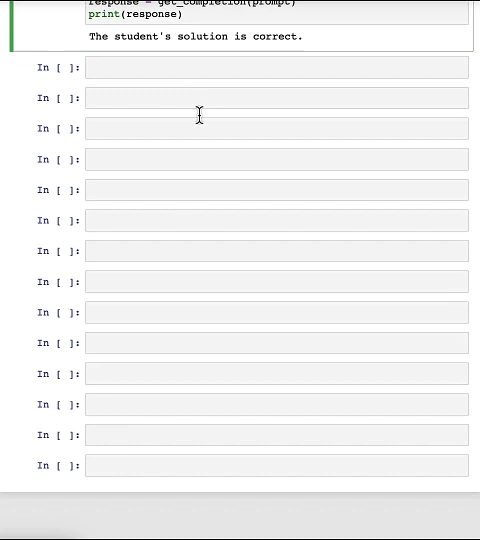 response = get_completion(prompt)
print(response)
The student's solution is correct.
In [ ]:
In [ ]:
In [ ]:
In [ ]:
In [ ]:
In [ ]:
In [ ]:
In [ ]:
In [ ]:
In [ ]:
In [ ]:
In [ ]:
In [ ]:
In [ ]: